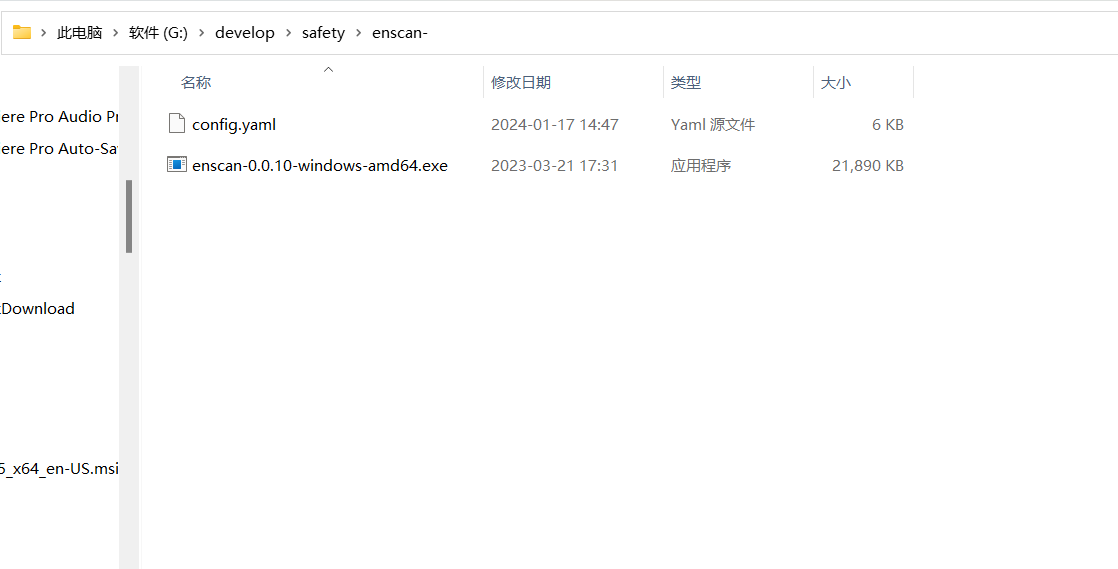 此电脑 > 软件 (G:) > develop > safety > enscan-
名称 修改日期 类型 大小
ere Pro Audio Pr
config.yaml 2024-01-17 14:47 Yaml 源文件 6 KB
ere Pro Auto-Sa
enscan-0.0.10-windows-amd64.exe 2023-03-21 17:31 应用程序 21,890 KB
Download
5_x64_en-US.msi